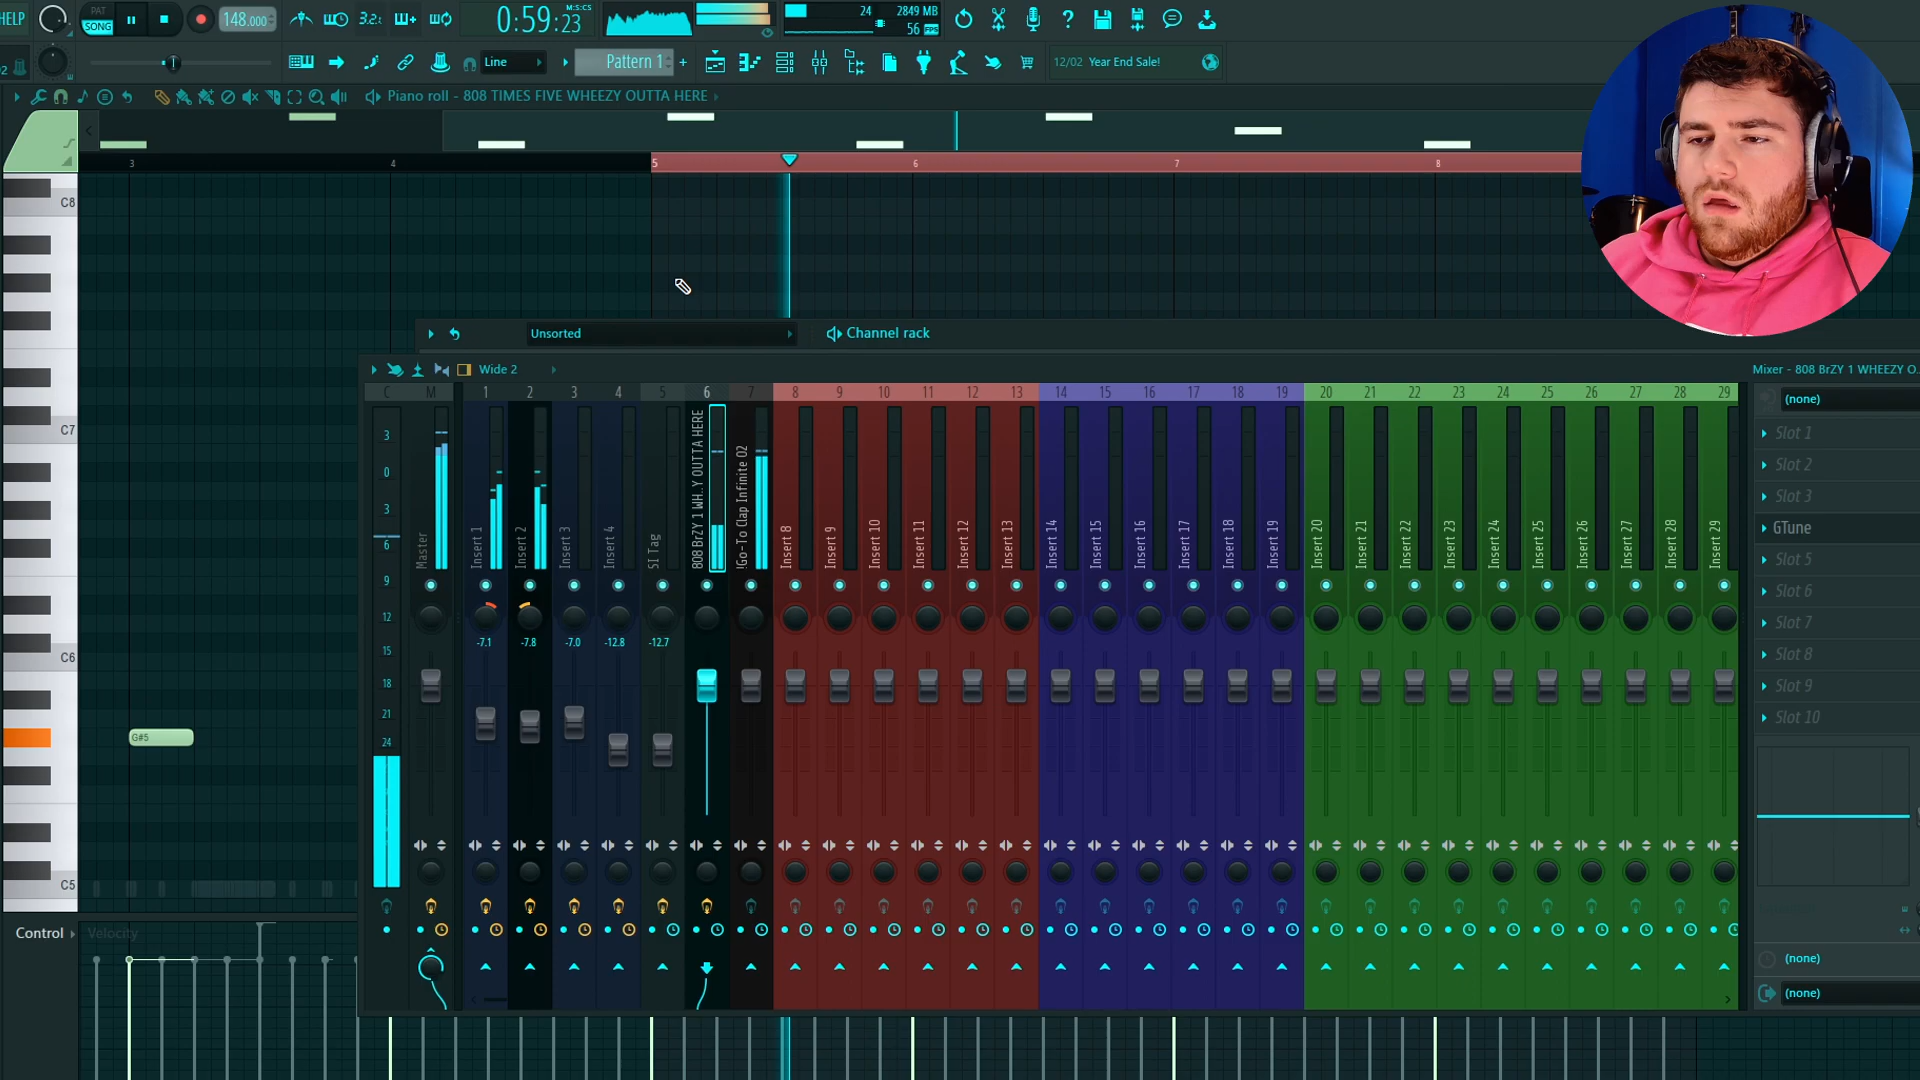 HELP
PAT
SONG
148.000
3.2:
0:59:23
M:S:CS
24
2849 MB
56
FPS
Line
Pattern 1
12/02 Year End Sale!
Piano roll - 808 TIMES FIVE WHEEZY OUTTA HERE
3
4
5
6
7
8
C8
C7
C6
C5
G#5
Unsorted
Channel rack
Wide 2
Mixer - 808 BrZY 1 WHEEZY O...
C
M
1
2
3
4
5
6
7
8
9
10
11
12
13
14
15
16
17
18
19
20
21
22
23
24
25
26
27
28
29
3
0
3
6
9
12
15
18
21
24
Master
Insert 1
Insert 2
Insert 3
Insert 4
SI Tag
808 BrZY 1 WH...Y OUTTA HERE
!Go-To Clap Infinite 02
Insert 8
Insert 9
Insert 10
Insert 11
Insert 12
Insert 13
Insert 14
Insert 15
Insert 16
Insert 17
Insert 18
Insert 19
Insert 20
Insert 21
Insert 22
Insert 23
Insert 24
Insert 25
Insert 26
Insert 27
Insert 28
Insert 29
-7.1
-7.8
-7.0
-12.8
-12.7
(none)
Slot 1
Slot 2
Slot 3
GTune
Slot 5
Slot 6
Slot 7
Slot 8
Slot 9
Slot 10
(none)
(none)
Control
Velocity